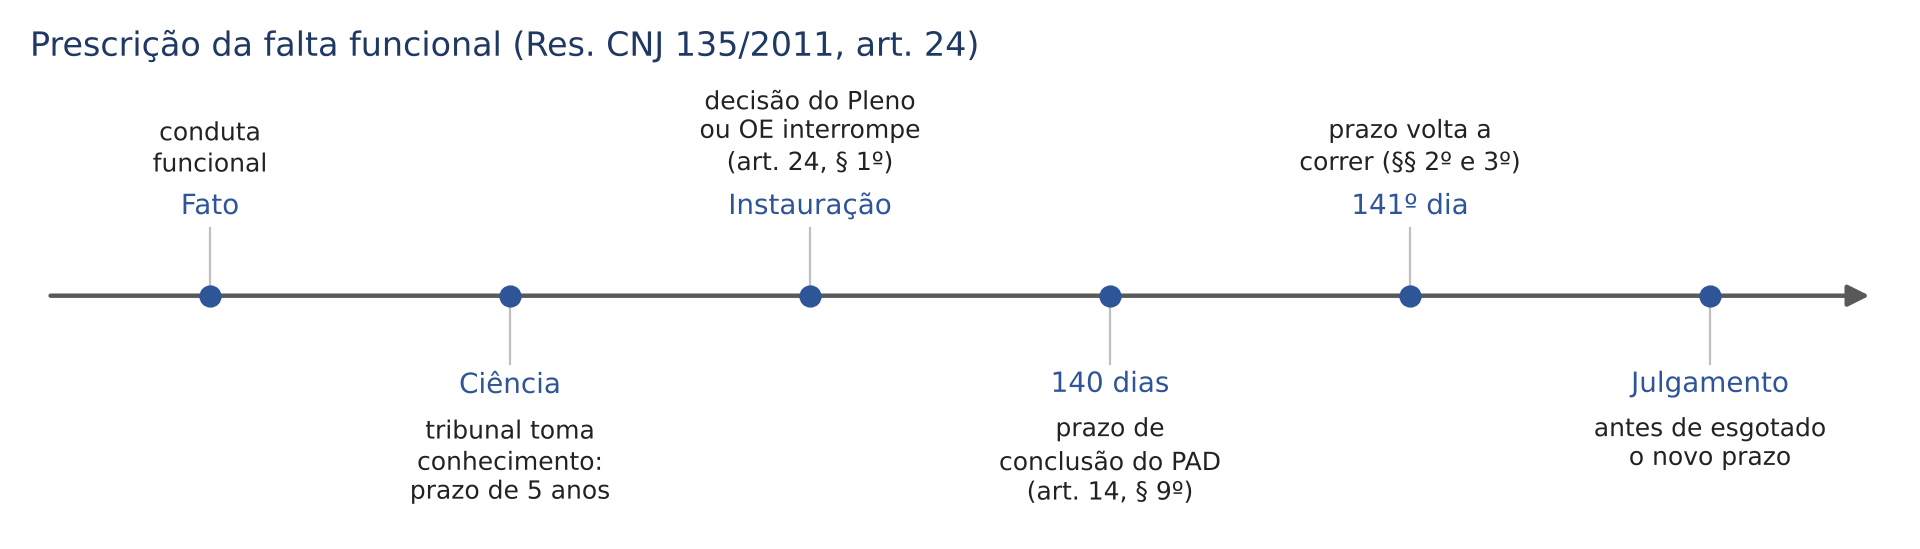 Prescrição da falta funcional (Res. CNJ 135/2011, art. 24)
conduta
funcional
Fato
tribunal toma
conhecimento:
prazo de 5 anos
Ciência
decisão do Pleno
ou OE interrompe
(art. 24, § 1º)
Instauração
140 dias
prazo de
conclusão do PAD
(art. 14, § 9º)
prazo volta a
correr (§§ 2º e 3º)
141º dia
Julgamento
antes de esgotado
o novo prazo